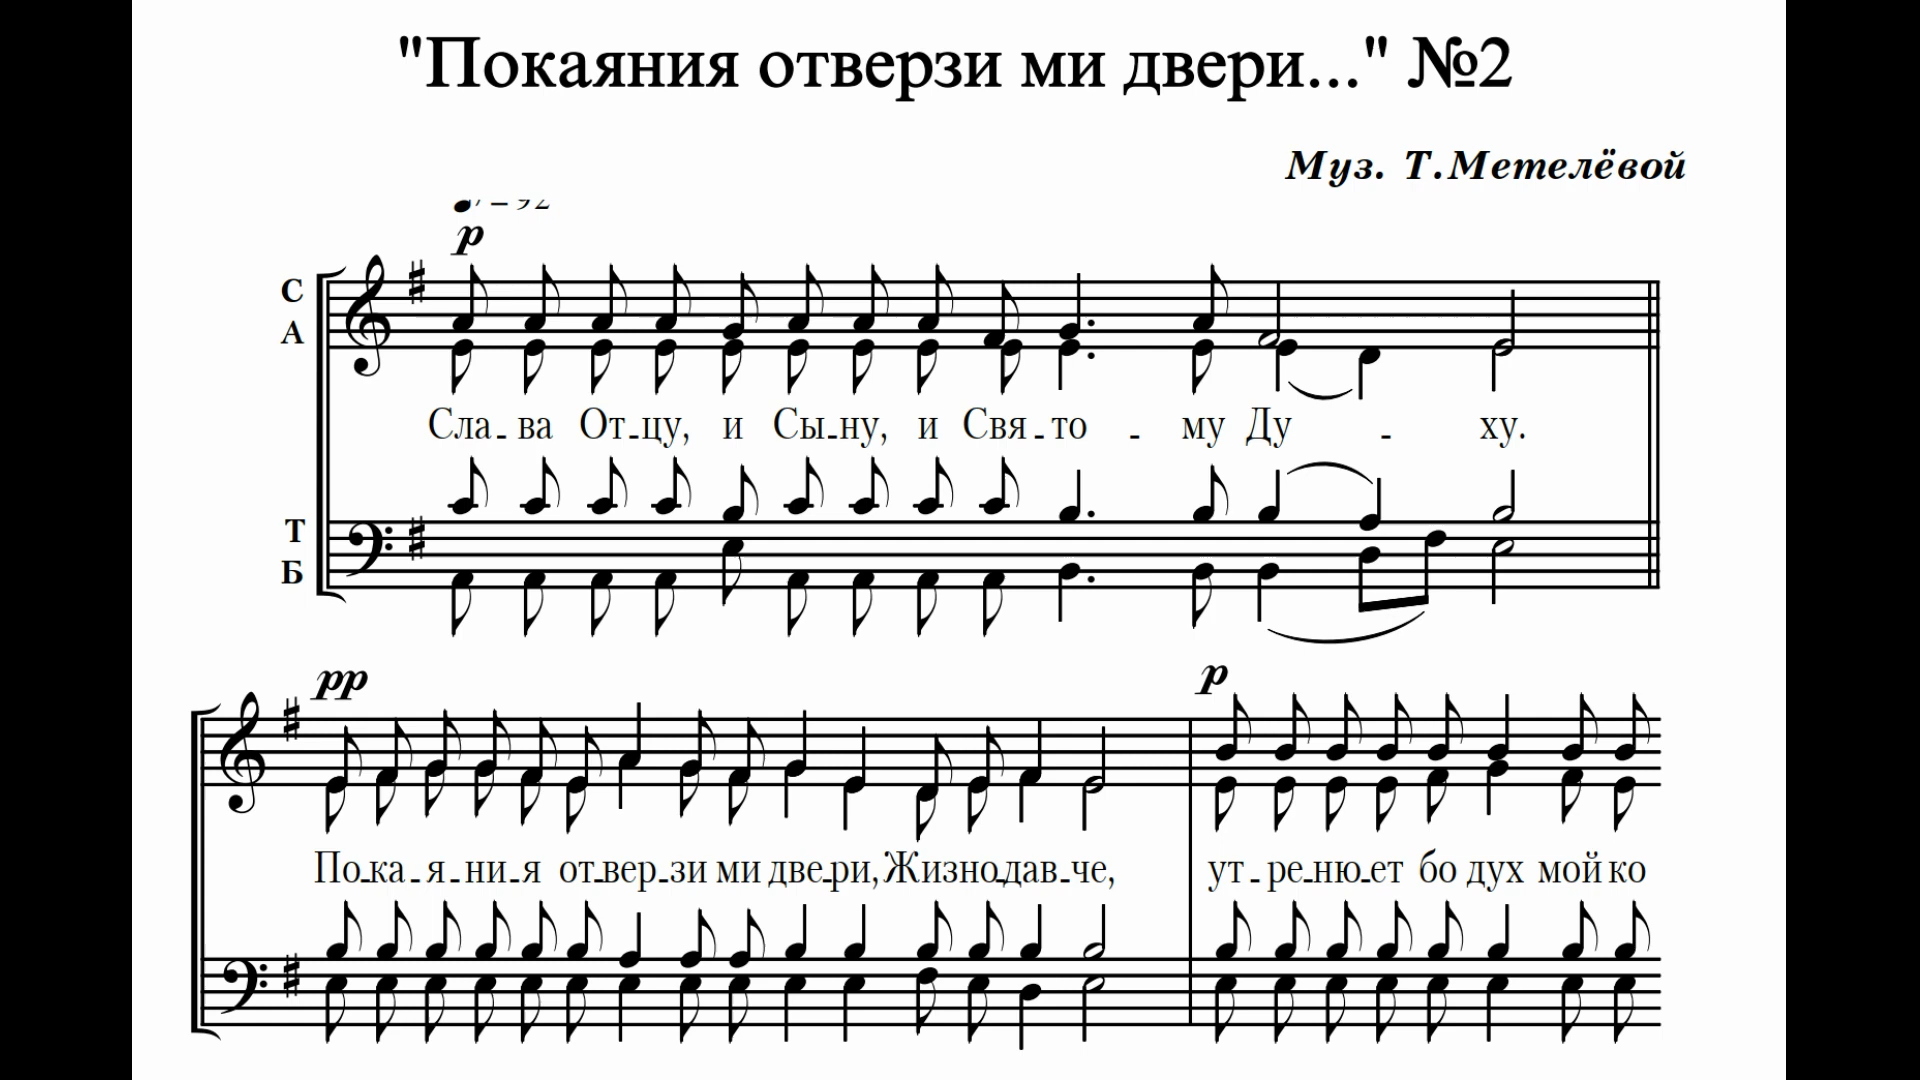 "Покаяния отверзи ми двери..." №2
Муз. Т.Метелёвой
p
С
А
Сла - ва От-цу, и Сы-ну, и Свя-то - му Ду - ху.
Т
Б
pp p
По-ка-я-ни-я от-вер-зи ми две-ри, Жизно-дав-че, ут-ре-ню-ет бо дух мой ко